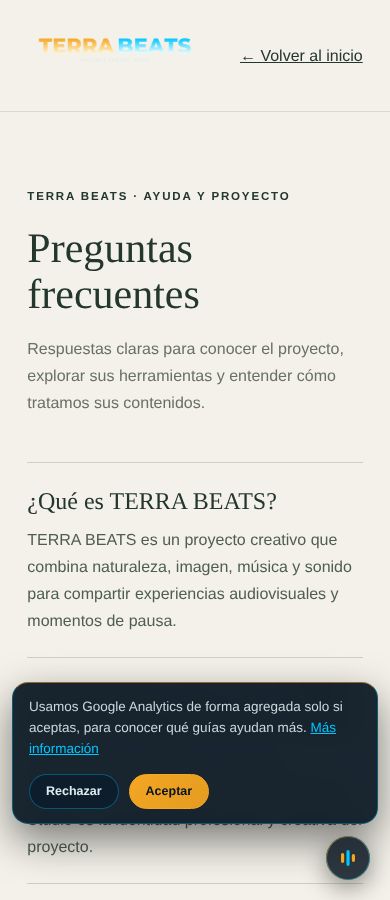 TERRA BEATS
← Volver al inicio
TERRA BEATS · AYUDA Y PROYECTO
Preguntas
frecuentes
Respuestas claras para conocer el proyecto,
explorar sus herramientas y entender cómo
tratamos sus contenidos.
¿Qué es TERRA BEATS?
TERRA BEATS es un proyecto creativo que
combina naturaleza, imagen, música y sonido
para compartir experiencias audiovisuales y
momentos de pausa.
Usamos Google Analytics de forma agregada solo si
aceptas, para conocer qué guías ayudan más. Más
información
Rechazar
Aceptar
proyecto.